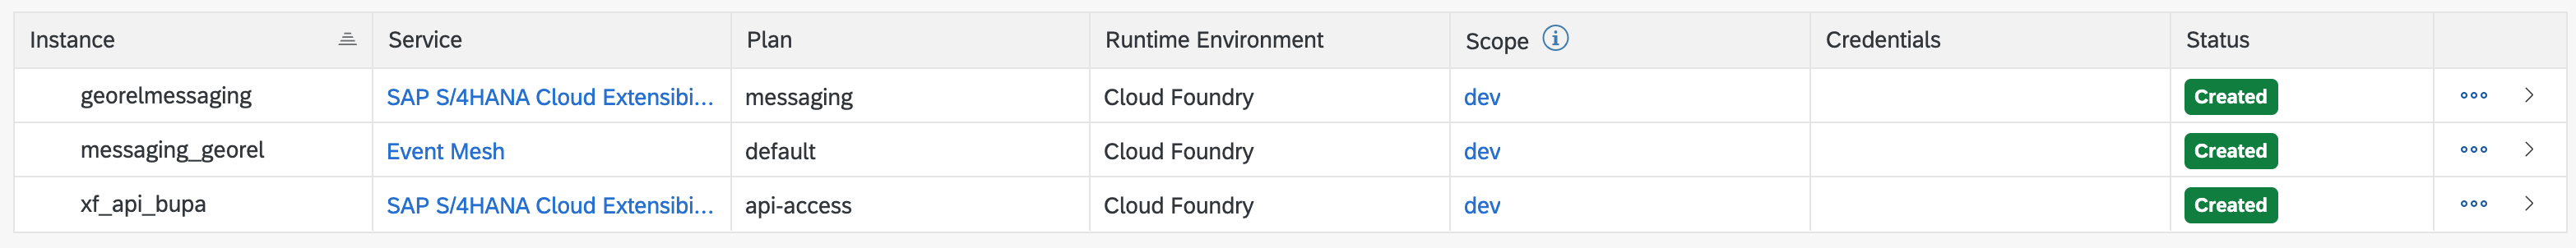 Instance Service Plan Runtime Environment Scope Credentials Status
georelmessaging SAP S/4HANA Cloud Extensibi... messaging Cloud Foundry dev Created
messaging_georel Event Mesh default Cloud Foundry dev Created
xf_api_bupa SAP S/4HANA Cloud Extensibi... api-access Cloud Foundry dev Created